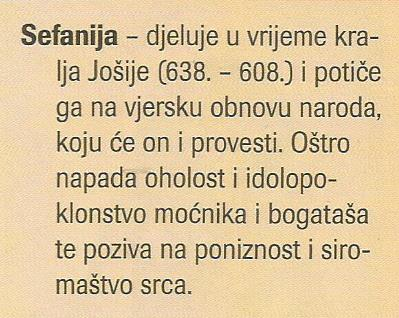 Sefanija – djeluje u vrijeme kra-
lja Jošije (638. – 608.) i potiče
ga na vjersku obnovu naroda,
koju će on i provesti. Oštro
napada oholost i idolopo-
klonstvo moćnika i bogataša
te poziva na poniznost i siro-
maštvo srca.